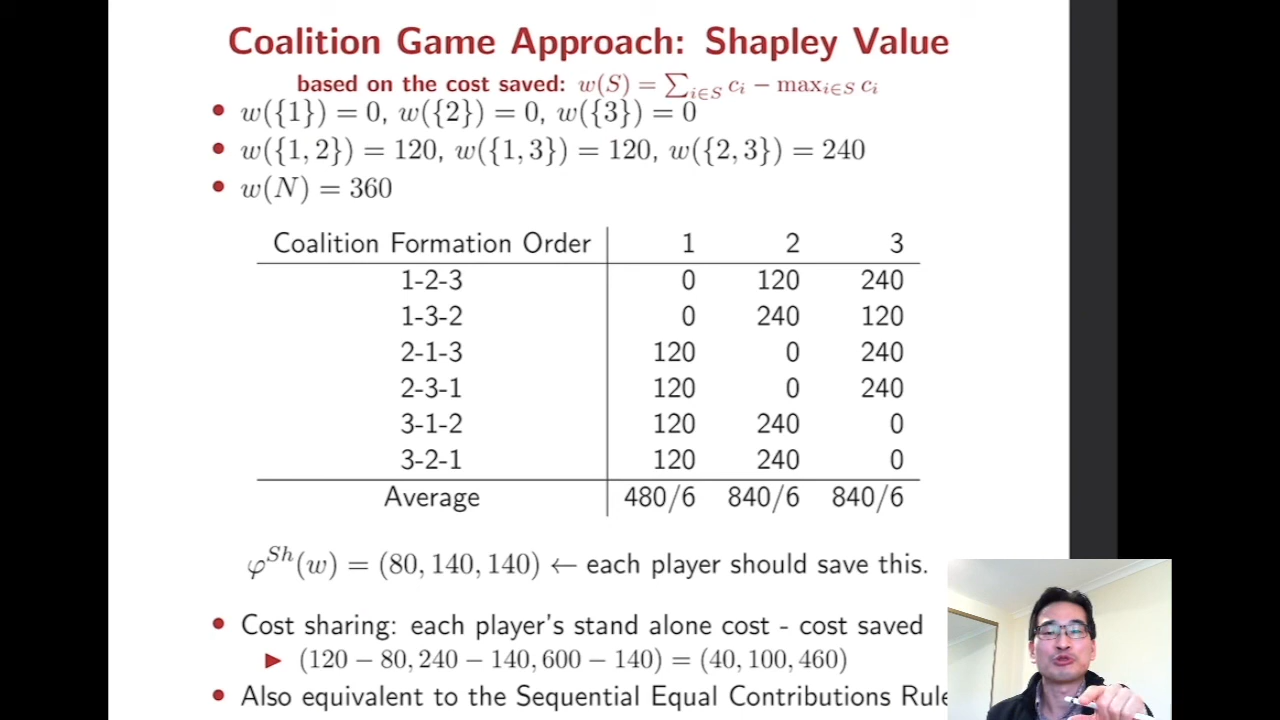 Coalition Game Approach: Shapley Value
based on the cost saved: w(S) = ∑_{i∈S} c_i − max_{i∈S} c_i
• w({1}) = 0, w({2}) = 0, w({3}) = 0
• w({1, 2}) = 120, w({1, 3}) = 120, w({2, 3}) = 240
• w(N) = 360
Coalition Formation Order 1 2 3
1-2-3 0 120 240
1-3-2 0 240 120
2-1-3 120 0 240
2-3-1 120 0 240
3-1-2 120 240 0
3-2-1 120 240 0
Average 480/6 840/6 840/6
φ^{Sh}(w) = (80, 140, 140) ← each player should save this.
• Cost sharing: each player's stand alone cost - cost saved
▶ (120 − 80, 240 − 140, 600 − 140) = (40, 100, 460)
• Also equivalent to the Sequential Equal Contributions Rule